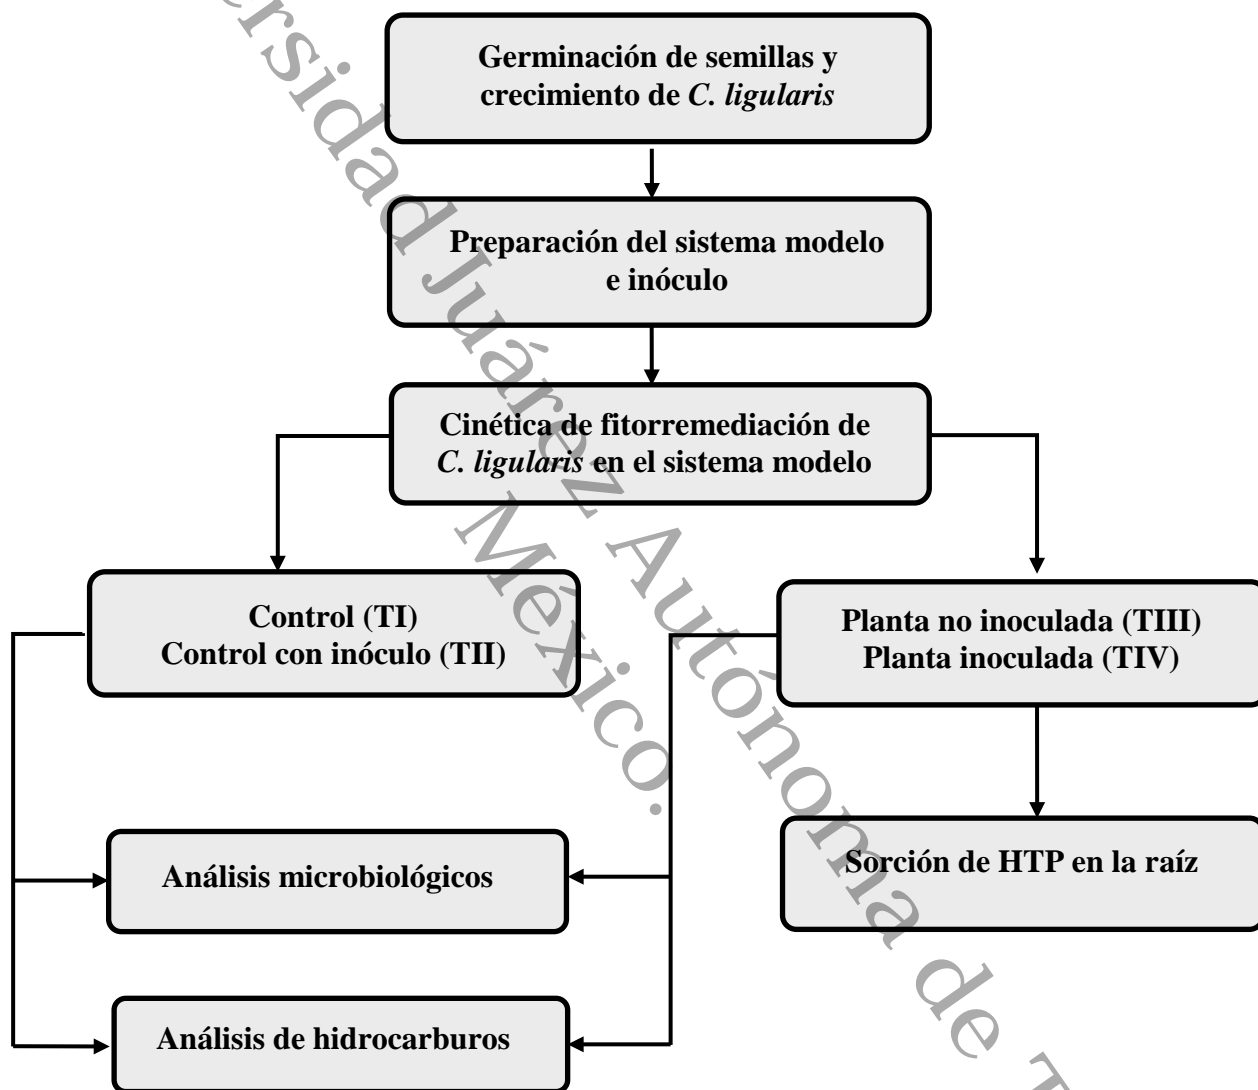 Germinación de semillas y
crecimiento de C. ligularis
Preparación del sistema modelo
e inóculo
Cinética de fitorremediación de
C. ligularis en el sistema modelo
Control (TI)
Control con inóculo (TII)
Planta no inoculada (TIII)
Planta inoculada (TIV)
Análisis microbiológicos
Sorción de HTP en la raíz
Análisis de hidrocarburos
Juárez Autónoma de
México.